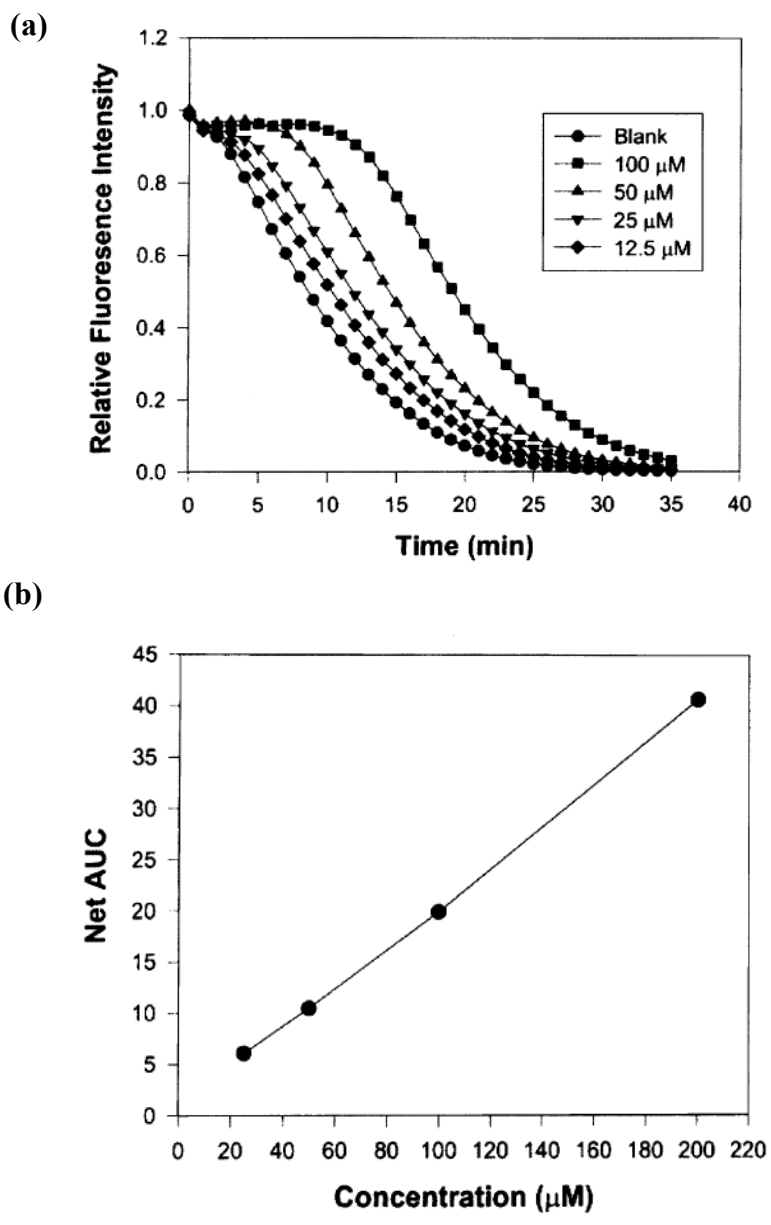 (a)
Relative Fluoresence Intensity
1.2
1.0
0.8
0.6
0.4
0.2
0.0
Blank
100 μM
50 μM
25 μM
12.5 μM
0 5 10 15 20 25 30 35 40
Time (min)
(b)
Net AUC
45
40
35
30
25
20
15
10
5
0
0 20 40 60 80 100 120 140 160 180 200 220
Concentration (μM)